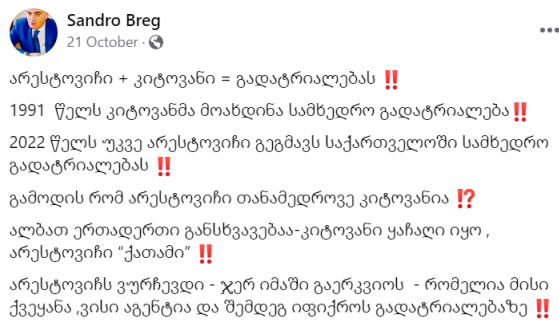 Sandro Breg
21 October ·
არესტოვიჩი + კიტოვანი = გადატრიალებას ‼️
1991 წელს კიტოვანმა მოახდინა სამხედრო გადატრიალება‼️
2022 წელს უკვე არესტოვიჩი გეგმავს საქართველოში სამხედრო
გადატრიალებას ‼️
გამოდის რომ არესტოვიჩი თანამედროვე კიტოვანია ⁉️
ალბათ ერთადერთი განსხვავებაა-კიტოვანი ყაჩაღი იყო ,
არესტოვიჩი “ქათამი” ‼️
არესტოვიჩს ვურჩევდი - ჯერ იმაში გაერკვიოს - რომელია მისი
ქვეყანა ,ვისი აგენტია და შემდეგ იფიქროს გადატრიალებაზე ‼️